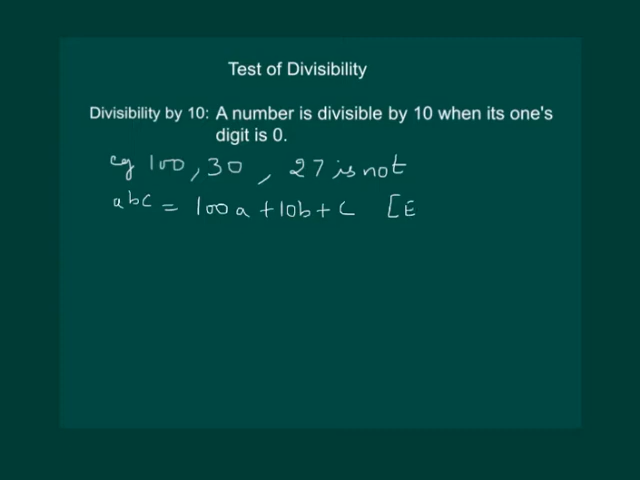 Test of Divisibility
Divisibility by 10: A number is divisible by 10 when its one's
digit is 0.
eg 100, 30, 27 is not
abc = 100a + 10b + c [E